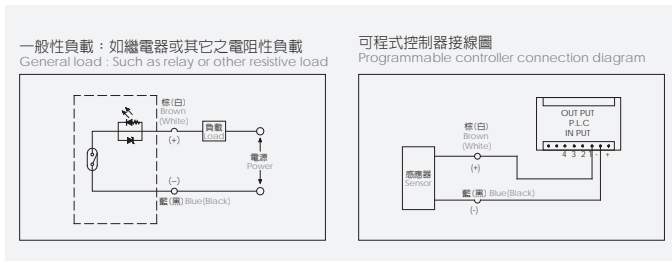 一般性負載：如繼電器或其它之電阻性負載
General load : Such as relay or other resistive load
棕(白)
Brown
(White)
(+)
負載
Load
電源
Power
(−)
藍(黑) Blue(Black)
可程式控制器接線圖
Programmable controller connection diagram
OUT PUT
P.L.C
IN PUT
4 3 2 1 - +
棕(白)
Brown
(White)
(+)
感應器
Sensor
藍(黑) Blue(Black)
(-)